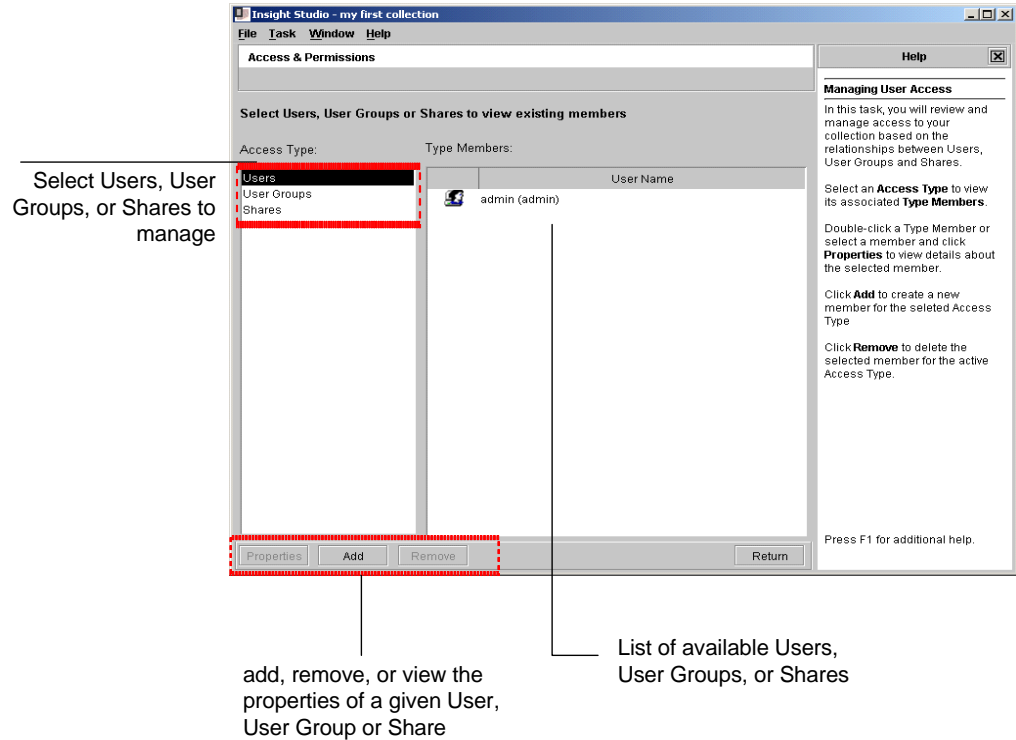 Insight Studio - my first collection
File Task Window Help
Access & Permissions
Select Users, User Groups or Shares to view existing members
Access Type:
Type Members:
Users
User Groups
Shares
User Name
admin (admin)
Properties
Add
Remove
Return
Help
Managing User Access
In this task, you will review and
manage access to your
collection based on the
relationships between Users,
User Groups and Shares.
Select an Access Type to view
its associated Type Members.
Double-click a Type Member or
select a member and click
Properties to view details about
the selected member.
Click Add to create a new
member for the seleted Access
Type
Click Remove to delete the
selected member for the active
Access Type.
Press F1 for additional help.
Select Users, User
Groups, or Shares to
manage
add, remove, or view the
properties of a given User,
User Group or Share
List of available Users,
User Groups, or Shares